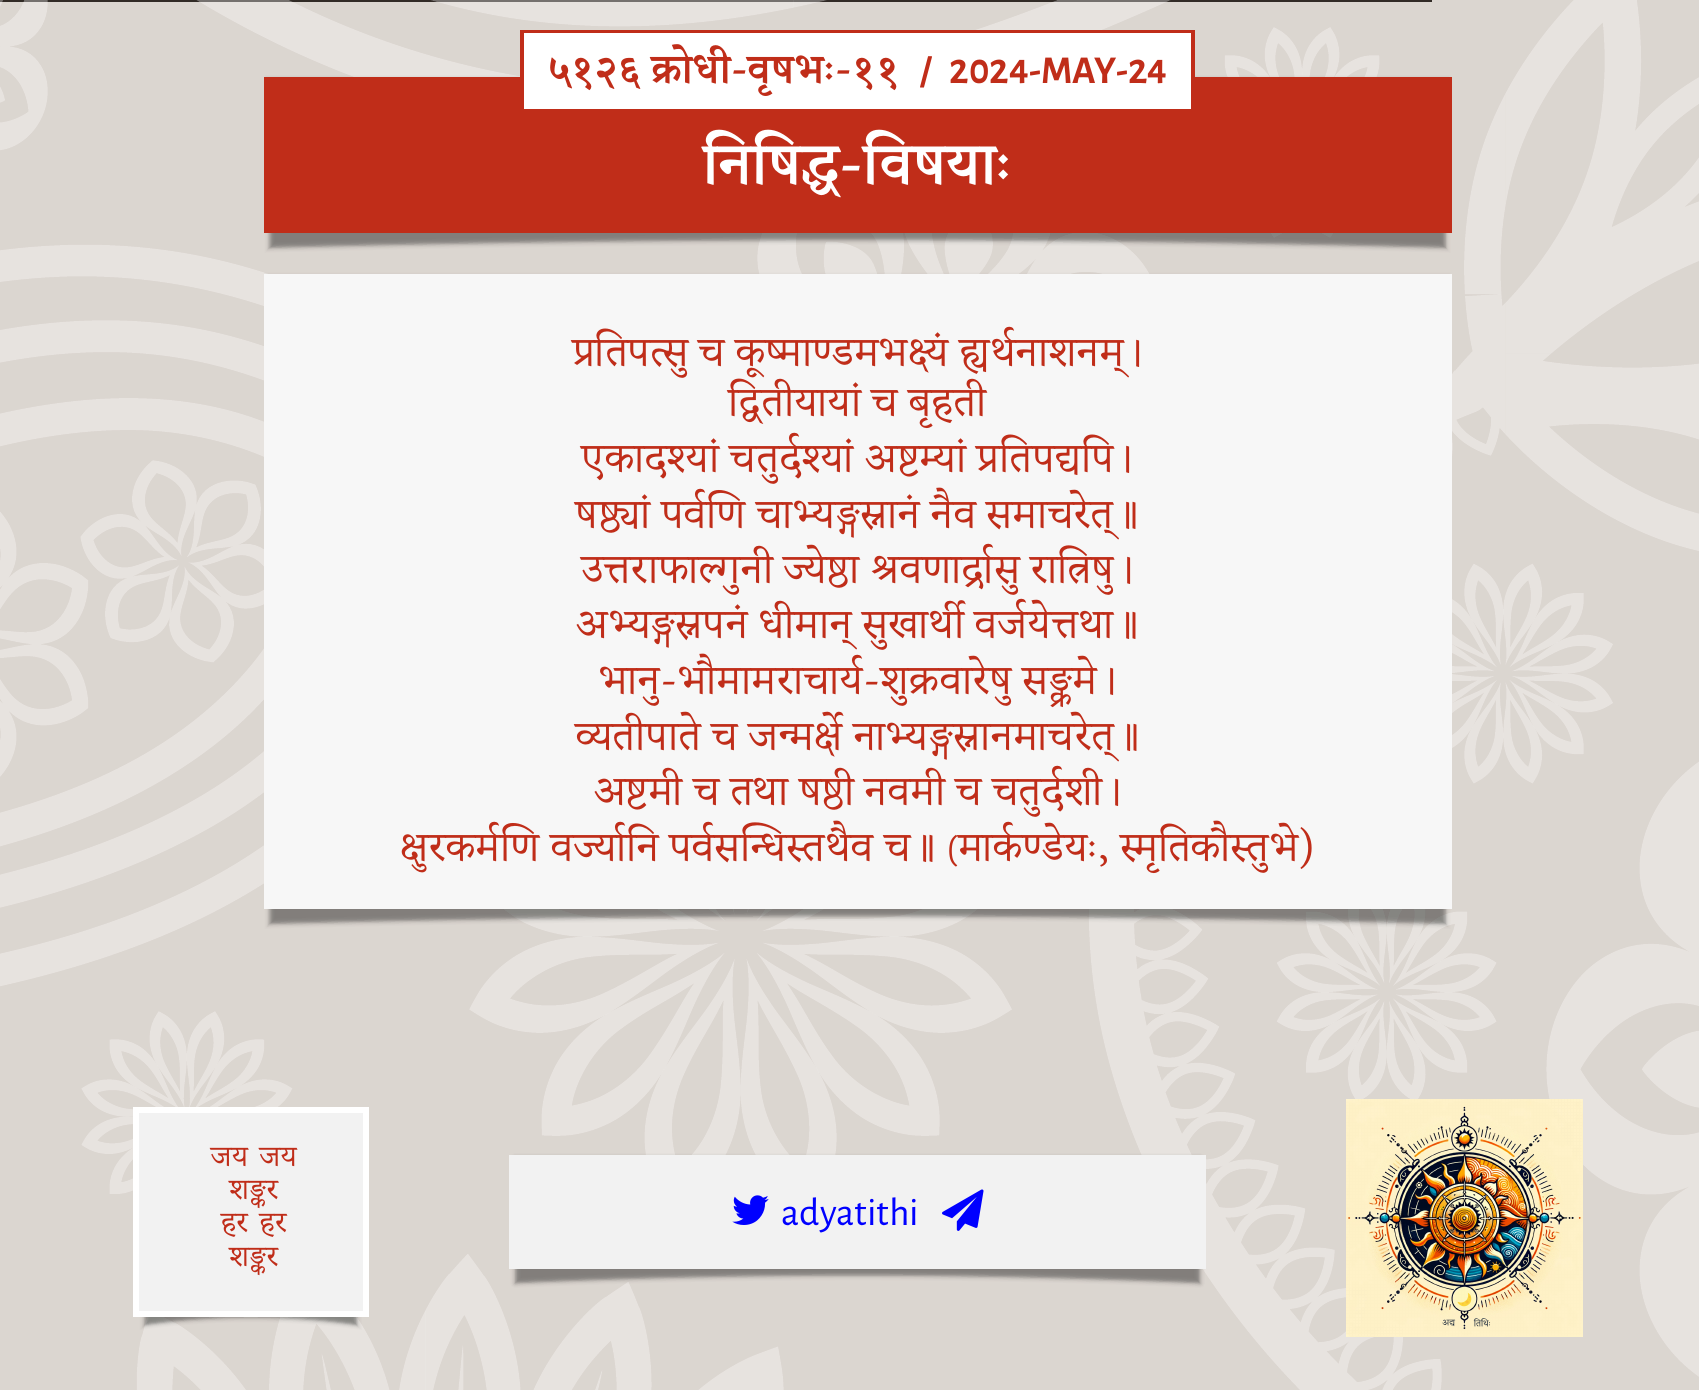 ५१२६ क्रोधी-वृषभः-११ / 2024-MAY-24
निषिद्ध-विषयाः
प्रतिपत्सु च कूष्माण्डमभक्ष्यं ह्यर्थनाशनम्।
द्वितीयायां च बृहती
एकादश्यां चतुर्दश्यां अष्टम्यां प्रतिपद्यपि।
षष्ठ्यां पर्वणि चाभ्यङ्गस्नानं नैव समाचरेत्॥
उत्तराफाल्गुनी ज्येष्ठा श्रवणार्द्रासु रात्रिषु।
अभ्यङ्गस्नपनं धीमान् सुखार्थी वर्जयेत्तथा॥
भानु-भौमामराचार्य-शुक्रवारेषु सङ्क्रमे।
व्यतीपाते च जन्मर्क्षे नाभ्यङ्गस्नानमाचरेत्॥
अष्टमी च तथा षष्ठी नवमी च चतुर्दशी।
क्षुरकर्मणि वर्ज्यानि पर्वसन्धिस्तथैव च॥ (मार्कण्डेयः, स्मृतिकौस्तुभे)
जय जय
शङ्कर
हर हर
शङ्कर
adyatithi
अद्य तिथिः